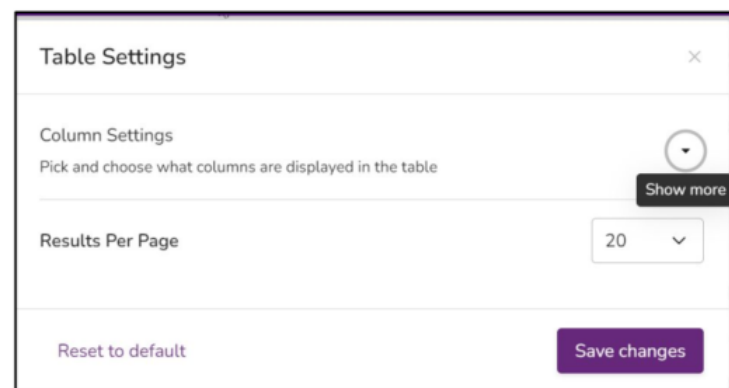 Table Settings
Column Settings
Pick and choose what columns are displayed in the table
Show more
Results Per Page
20
Reset to default
Save changes